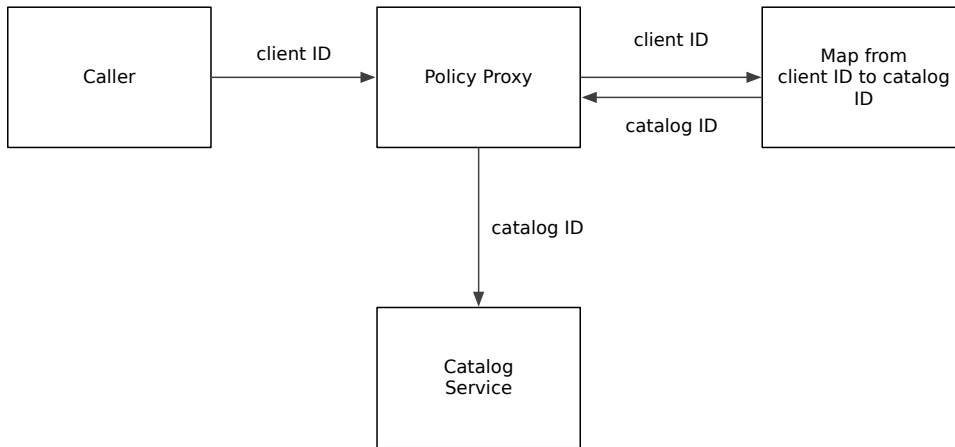 Caller
client ID
Policy Proxy
client ID
catalog ID
Map from
client ID to catalog
ID
catalog ID
Catalog
Service